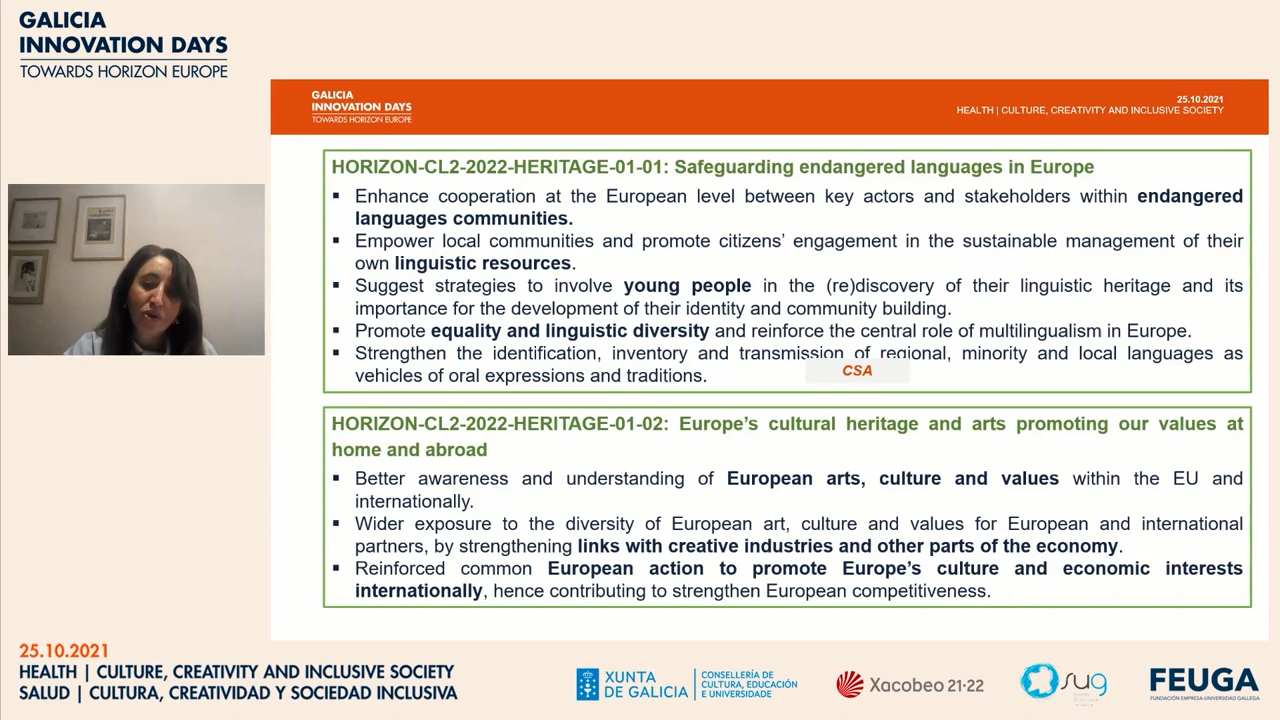 GALICIA
INNOVATION DAYS
TOWARDS HORIZON EUROPE
GALICIA
INNOVATION DAYS
TOWARDS HORIZON EUROPE
25.10.2021
HEALTH | CULTURE, CREATIVITY AND INCLUSIVE SOCIETY
HORIZON-CL2-2022-HERITAGE-01-01: Safeguarding endangered languages in Europe
▪ Enhance cooperation at the European level between key actors and stakeholders within endangered
languages communities.
▪ Empower local communities and promote citizens’ engagement in the sustainable management of their
own linguistic resources.
▪ Suggest strategies to involve young people in the (re)discovery of their linguistic heritage and its
importance for the development of their identity and community building.
▪ Promote equality and linguistic diversity and reinforce the central role of multilingualism in Europe.
▪ Strengthen the identification, inventory and transmission of regional, minority and local languages as
vehicles of oral expressions and traditions.
CSA
HORIZON-CL2-2022-HERITAGE-01-02: Europe’s cultural heritage and arts promoting our values at
home and abroad
▪ Better awareness and understanding of European arts, culture and values within the EU and
internationally.
▪ Wider exposure to the diversity of European art, culture and values for European and international
partners, by strengthening links with creative industries and other parts of the economy.
▪ Reinforced common European action to promote Europe’s culture and economic interests
internationally, hence contributing to strengthen European competitiveness.
25.10.2021
HEALTH | CULTURE, CREATIVITY AND INCLUSIVE SOCIETY
SALUD | CULTURA, CREATIVIDAD Y SOCIEDAD INCLUSIVA
XUNTA
DE GALICIA
CONSELLERÍA
DE CULTURA, EDUCACIÓN
E UNIVERSIDADE
Xacobeo 21·22
sug
FEUGA
FUNDACIÓN EMPRESA-UNIVERSIDAD GALLEGA